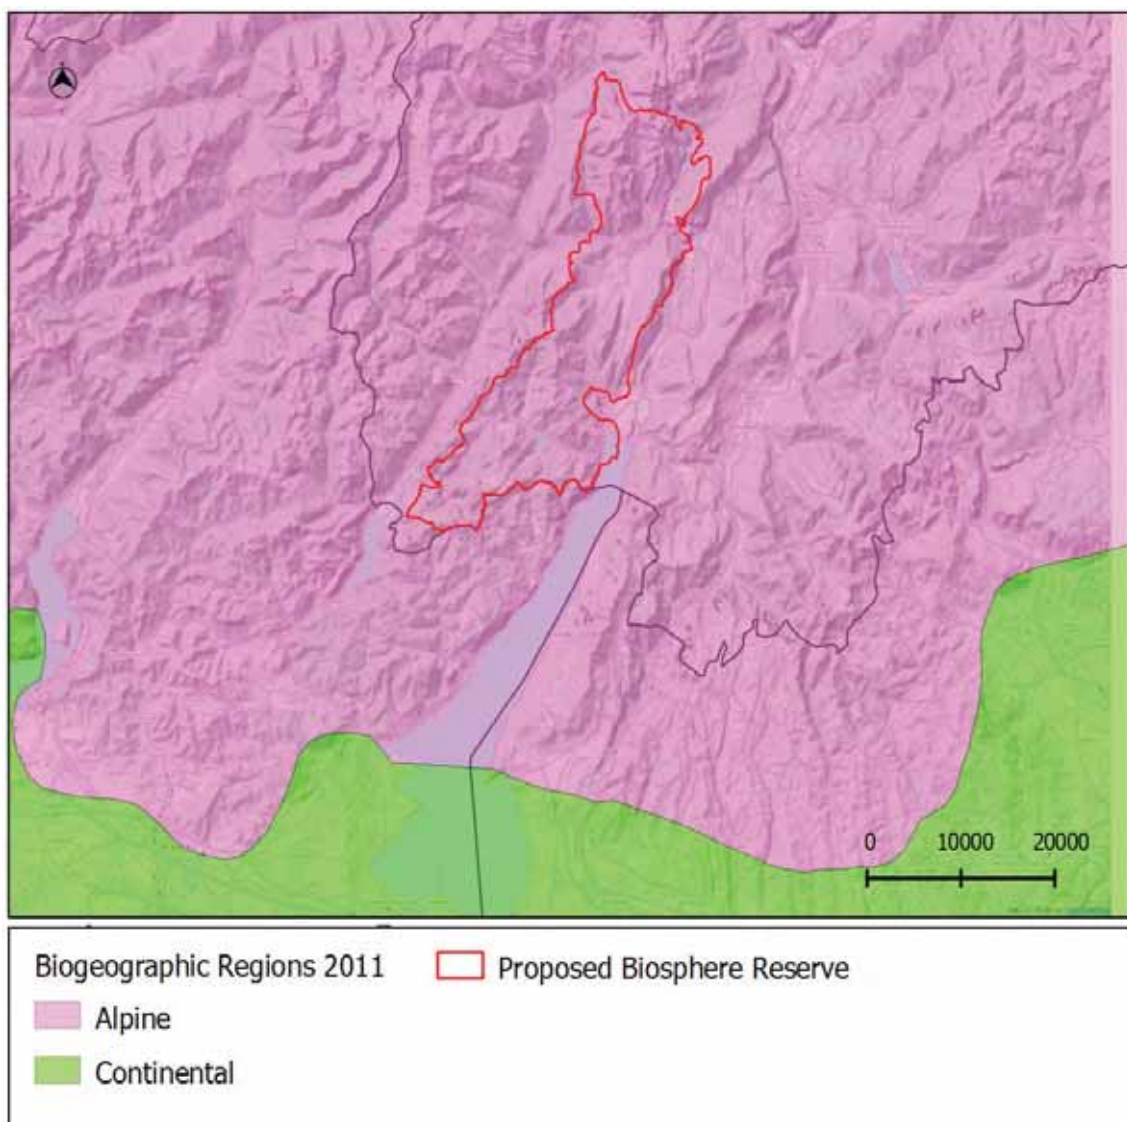 0 10000 20000
Biogeographic Regions 2011
Proposed Biosphere Reserve
Alpine
Continental